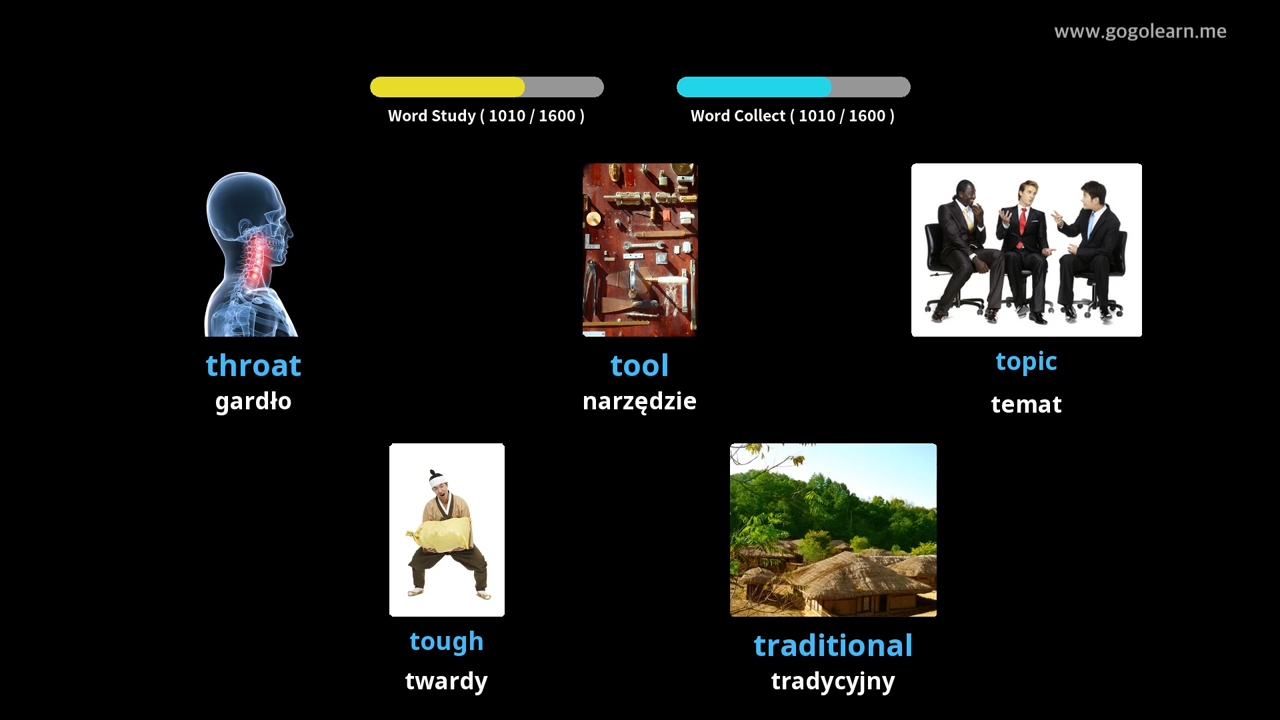 www.gogolearn.me
Word Study ( 1010 / 1600 )
Word Collect ( 1010 / 1600 )
throat
gardło
tool
narzędzie
topic
temat
tough
twardy
traditional
tradycyjny